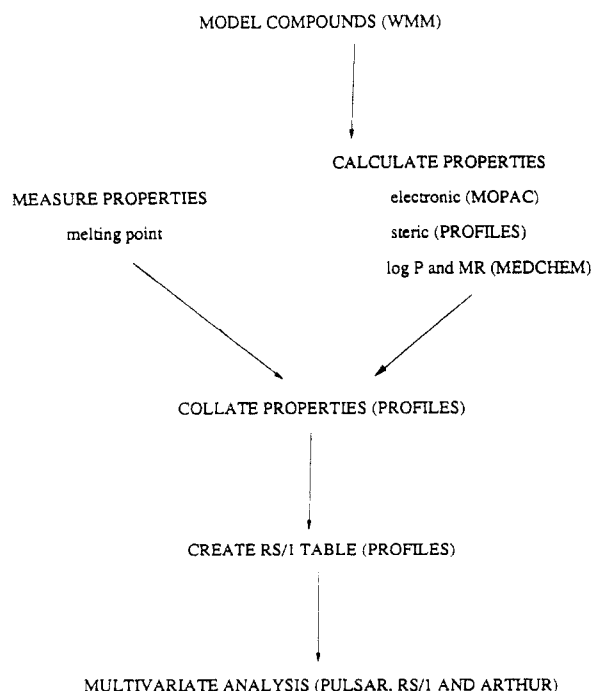 MODEL COMPOUNDS (WMM)
CALCULATE PROPERTIES
electronic (MOPAC)
steric (PROFILES)
log P and MR (MEDCHEM)
MEASURE PROPERTIES
melting point
COLLATE PROPERTIES (PROFILES)
CREATE RS/1 TABLE (PROFILES)
MULTIVARIATE ANALYSIS (PULSAR, RS/1 AND ARTHUR)